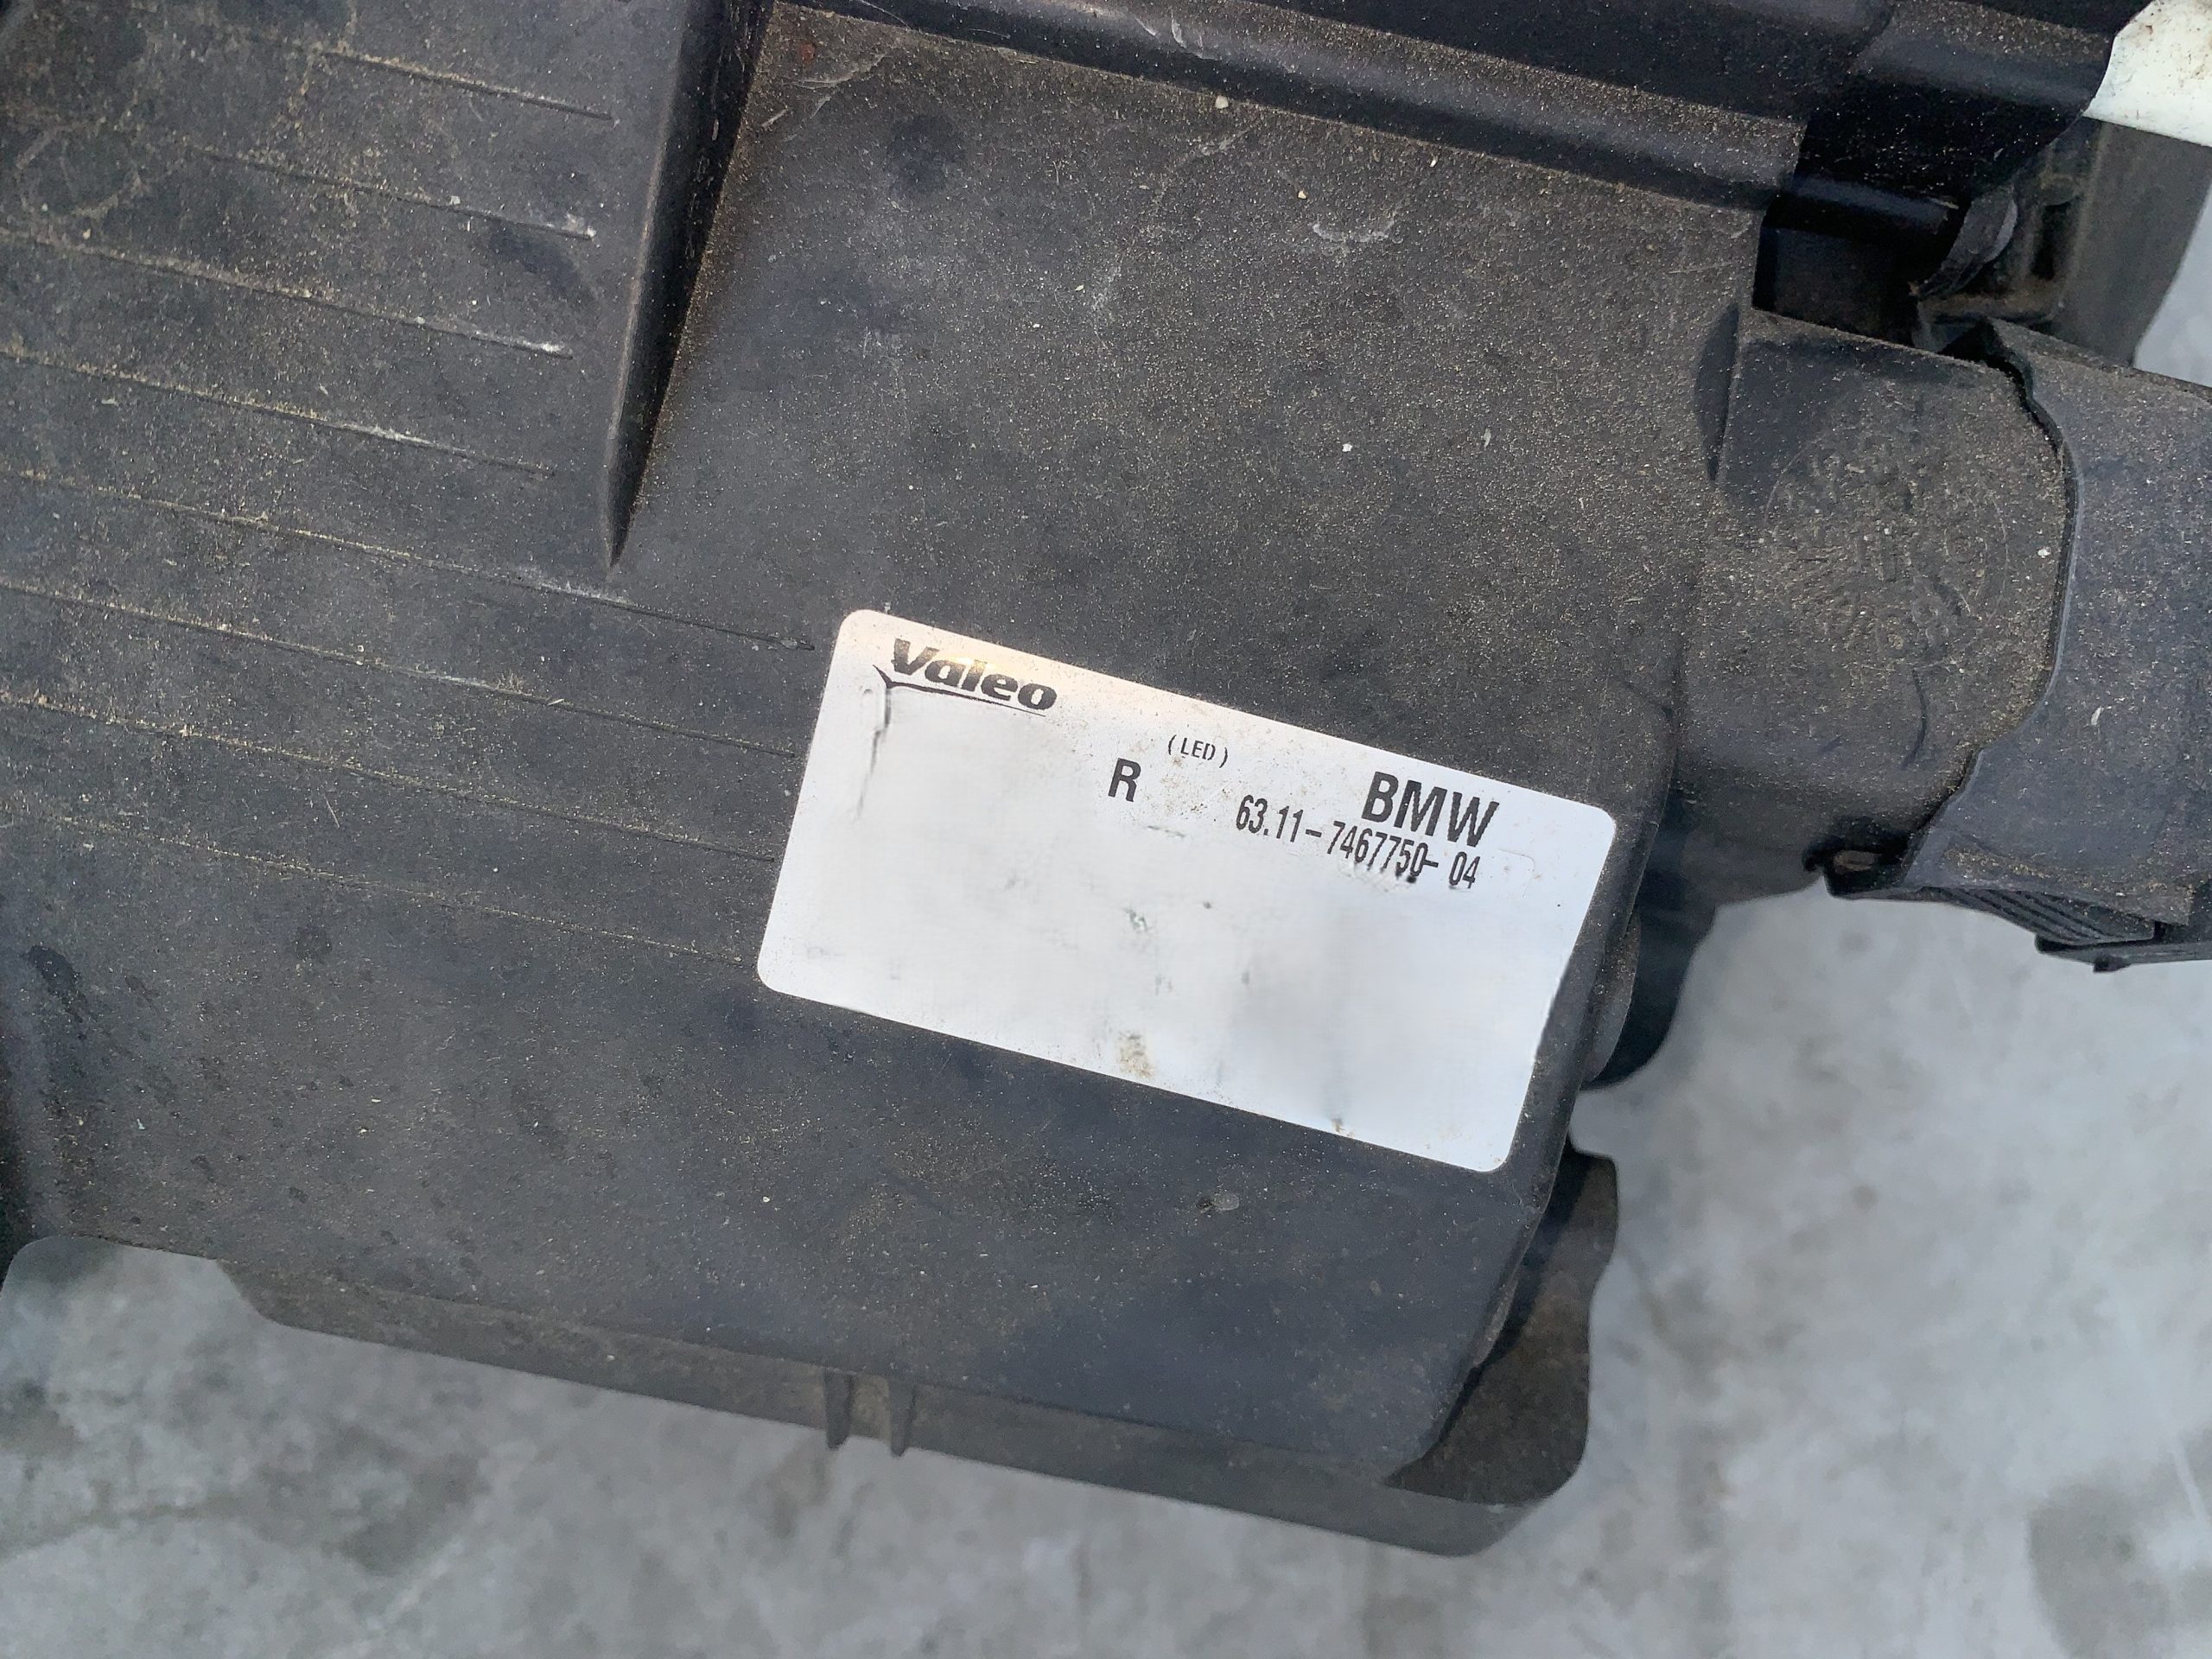 Valeo
(LED)
R
BMW
63.11-7467750-04